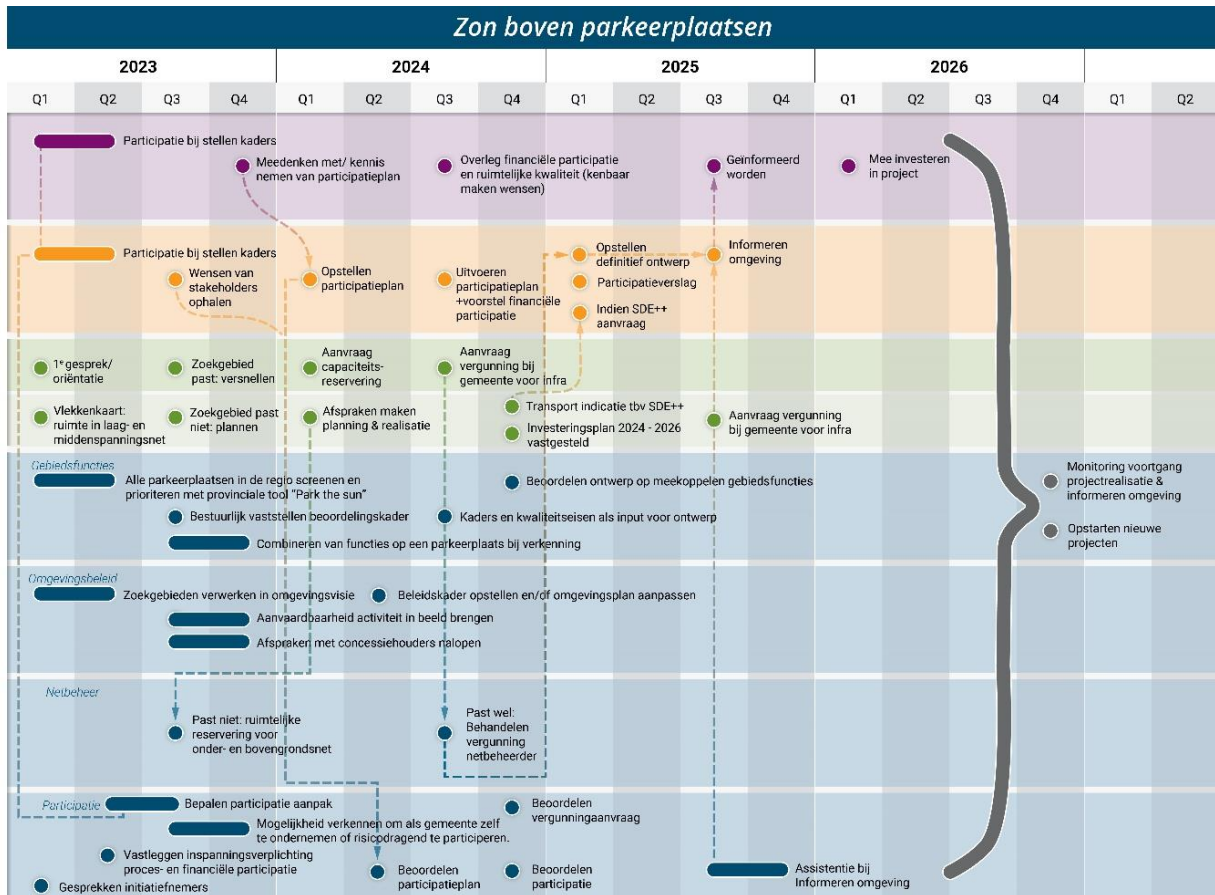 Zon boven parkeerplaatsen
2023 2024 2025 2026
Q1 Q2 Q3 Q4 Q1 Q2 Q3 Q4 Q1 Q2 Q3 Q4 Q1 Q2 Q3 Q4 Q1 Q2
Participatie bij stellen kaders
Meedenken met/ kennis
nemen van participatieplan
Overleg financiële participatie
en ruimtelijke kwaliteit (kenbaar
maken wensen)
Geïnformeerd
worden
Mee investeren
in project
Participatie bij stellen kaders
Wensen van
stakeholders
ophalen
Opstellen
participatieplan
Uitvoeren
participatieplan
+voorstel financiële
participatie
Opstellen
definitief ontwerp
Participatieverslag
Indien SDE++
aanvraag
Informeren
omgeving
1e gesprek/
oriëntatie
Zoekgebied
past: versnellen
Aanvraag
capaciteits-
reservering
Aanvraag
vergunning bij
gemeente voor infra
Vlekkenkaart:
ruimte in laag- en
middenspanningsnet
Zoekgebied past
niet: plannen
Afspraken maken
planning & realisatie
Transport indicatie tbv SDE++
Investeringsplan 2024 - 2026
vastgesteld
Aanvraag vergunning
bij gemeente voor infra
Gebiedsfuncties
Alle parkeerplaatsen in de regio screenen en
prioriteren met provinciale tool "Park the sun"
Beoordelen ontwerp op meekoppelen gebiedsfuncties
Bestuurlijk vaststellen beoordelingskader
Kaders en kwaliteitseisen als input voor ontwerp
Combineren van functies op een parkeerplaats bij verkenning
Monitoring voortgang
projectrealisatie &
informeren omgeving
Opstarten nieuwe
projecten
Omgevingsbeleid
Zoekgebieden verwerken in omgevingsvisie
Beleidskader opstellen en/of omgevingsplan aanpassen
Aanvaardbaarheid activiteit in beeld brengen
Afspraken met concessiehouders nalopen
Netbeheer
Past niet: ruimtelijke
reservering voor
onder- en bovengrondsnet
Past wel:
Behandelen
vergunning
netbeheerder
Participatie
Bepalen participatie aanpak
Mogelijkheid verkennen om als gemeente zelf
te ondernemen of risicodragend te participeren.
Beoordelen
vergunningaanvraag
Vastleggen inspanningsverplichting
proces- en financiële participatie
Beoordelen
participatieplan
Beoordelen
participatie
Assistentie bij
Informeren omgeving
Gesprekken initiatiefnemers